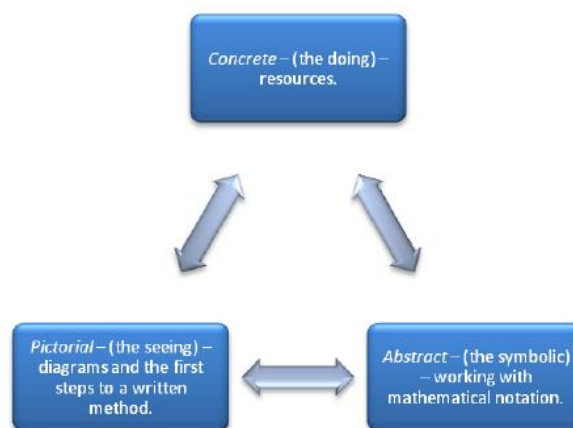 Concrete – (the doing) –
resources.
Pictorial – (the seeing) –
diagrams and the first
steps to a written
method.
Abstract – (the symbolic)
– working with
mathematical notation.